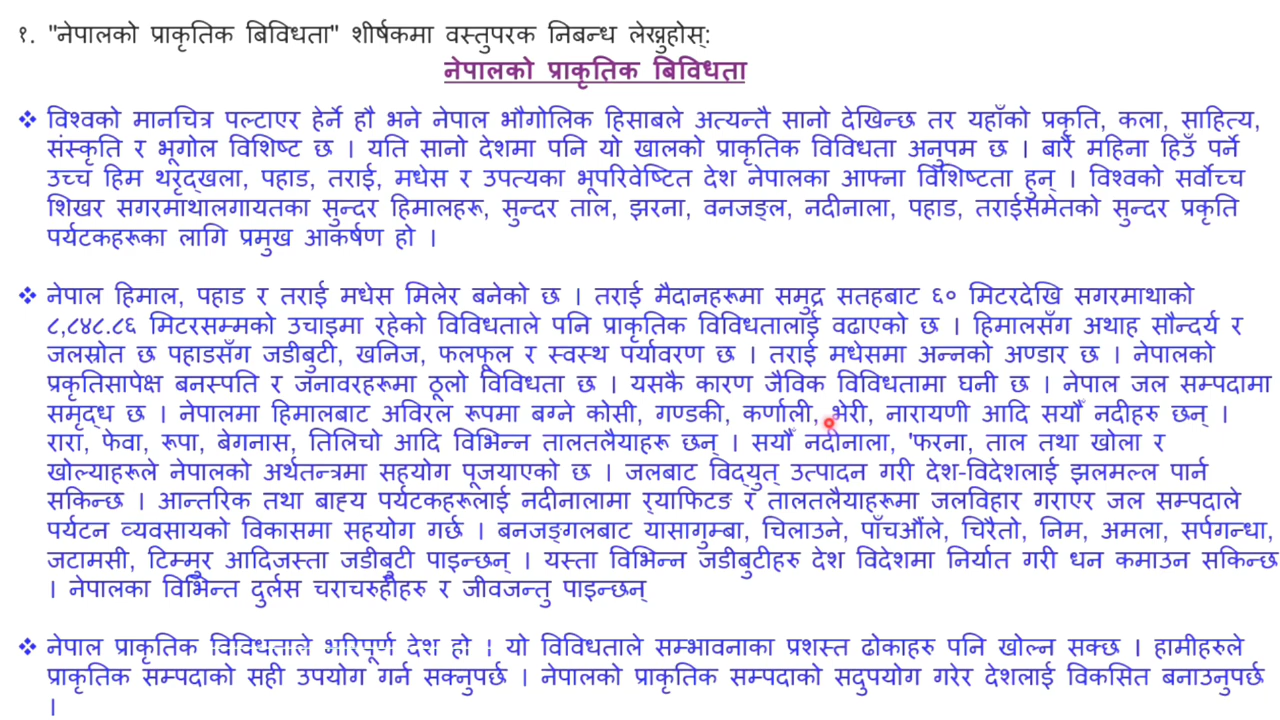 १. "नेपालको प्राकृतिक बिविधता" शीर्षकमा वस्तुपरक निबन्ध लेख्नुहोस्:
नेपालको प्राकृतिक बिविधता
❖ विश्वको मानचित्र पल्टाएर हेर्ने हौ भने नेपाल भौगोलिक हिसाबले अत्यन्तै सानो देखिन्छ तर यहाँको प्रकृति, कला, साहित्य,
संस्कृति र भूगोल विशिष्ट छ । यति सानो देशमा पनि यो खालको प्राकृतिक विविधता अनुपम छ । बारै महिना हिउँ पर्ने
उच्च हिम थरृद्खला, पहाड, तराई, मधेस र उपत्यका भूपरिवेष्टित देश नेपालका आफ्ना विशिष्टता हुन् । विश्वको सर्वोच्च
शिखर सगरमाथालगायतका सुन्दर हिमालहरू, सुन्दर ताल, झरना, वनजङ्ल, नदीनाला, पहाड, तराईसमेतको सुन्दर प्रकृति
पर्यटकहरूका लागि प्रमुख आकर्षण हो ।
❖ नेपाल हिमाल, पहाड र तराई मधेस मिलेर बनेको छ । तराई मैदानहरूमा समुद्र सतहबाट ६० मिटरदेखि सगरमाथाको
८,८४८.८६ मिटरसम्मको उचाइमा रहेको विविधताले पनि प्राकृतिक विविधतालाई वढाएको छ । हिमालसँग अथाह सौन्दर्य र
जलस्रोत छ पहाडसँग जडीबुटी, खनिज, फलफूल र स्वस्थ पर्यावरण छ । तराई मधेसमा अन्नको अण्डार छ । नेपालको
प्रकृतिसापेक्ष बनस्पति र जनावरहरूमा ठूलो विविधता छ । यसकै कारण जैविक विविधतामा घनी छ । नेपाल जल सम्पदामा
समृद्ध छ । नेपालमा हिमालबाट अविरल रूपमा बग्ने कोसी, गण्डकी, कर्णाली, भेरी, नारायणी आदि सयौँ नदीहरु छन् ।
रारा, फेवा, रूपा, बेगनास, तिलिचो आदि विभिन्न तालतलैयाहरू छन् । सयौँ नदीनाला, 'फरना, ताल तथा खोला र
खोल्याहरूले नेपालको अर्थतन्त्रमा सहयोग पूजयाएको छ । जलबाट विद्युत् उत्पादन गरी देश-विदेशलाई झलमल्ल पार्न
सकिन्छ । आन्तरिक तथा बाह्य पर्यटकहरूलाई नदीनालामा र्‍याफिटङ र तालतलैयाहरूमा जलविहार गराएर जल सम्पदाले
पर्यटन व्यवसायको विकासमा सहयोग गर्छ । बनजङ्गलबाट यासागुम्बा, चिलाउने, पाँचऔंले, चिरैतो, निम, अमला, सर्पगन्धा,
जटामसी, टिम्मुर आदिजस्ता जडीबुटी पाइन्छन् । यस्ता विभिन्न जडीबुटीहरु देश विदेशमा निर्यात गरी धन कमाउन सकिन्छ
। नेपालका विभिन्त दुर्लस चराचरुहीहरु र जीवजन्तु पाइन्छन्
❖ नेपाल प्राकृतिक विविधताले भरिपूर्ण देश हो । यो विविधताले सम्भावनाका प्रशस्त ढोकाहरु पनि खोल्न सक्छ । हामीहरुले
प्राकृतिक सम्पदाको सही उपयोग गर्न सक्नुपर्छ । नेपालको प्राकृतिक सम्पदाको सदुपयोग गरेर देशलाई विकसित बनाउनुपर्छ
।